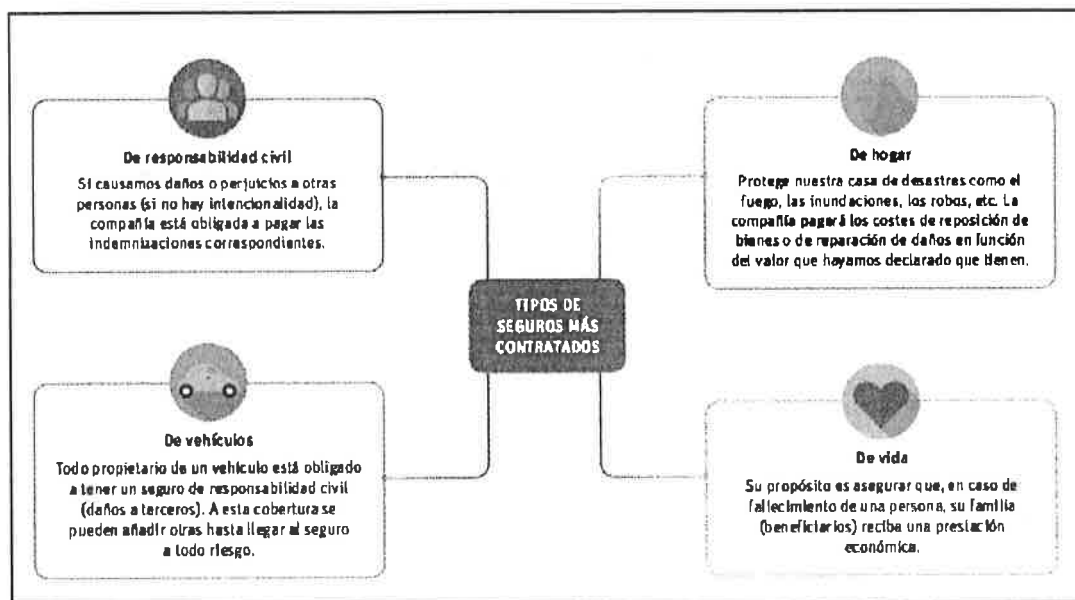 De responsabilidad civil
Si causamos daños o perjuicios a otras
personas (si no hay intencionalidad), la
compañía está obligada a pagar las
indemnizaciones correspondientes.
De hogar
Protege nuestra casa de desastres como el
fuego, las inundaciones, los robos, etc. La
compañía pagará los costes de reposición de
bienes o de reparación de daños en función
del valor que hayamos declarado que tienen.
TIPOS DE
SEGUROS MÁS
CONTRATADOS
De vehículos
Todo propietario de un vehículo está obligado
a tener un seguro de responsabilidad civil
(daños a terceros). A esta cobertura se
pueden añadir otras hasta llegar al seguro
a todo riesgo.
De vida
Su propósito es asegurar que, en caso de
fallecimiento de una persona, su familia
(beneficiarios) reciba una prestación
económica.